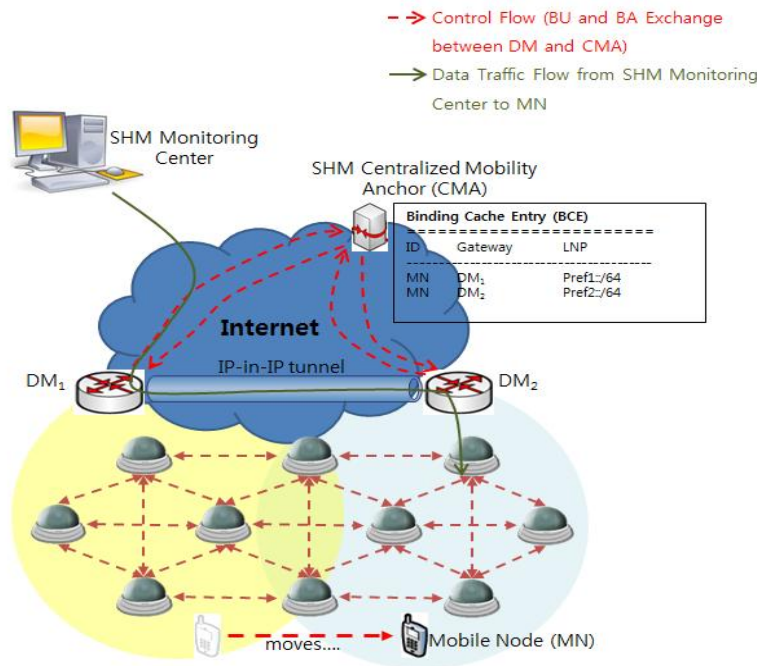 Control Flow (BU and BA Exchange
between DM and CMA)
Data Traffic Flow from SHM Monitoring
Center to MN
SHM Monitoring
Center
SHM Centralized Mobility
Anchor (CMA)
Binding Cache Entry (BCE)
==========================
ID Gateway LNP
------------------------------------------
MN DM₁ Pref1::/64
MN DM₂ Pref2::/64
Internet
IP-in-IP tunnel
DM₁
DM₂
moves....
Mobile Node (MN)